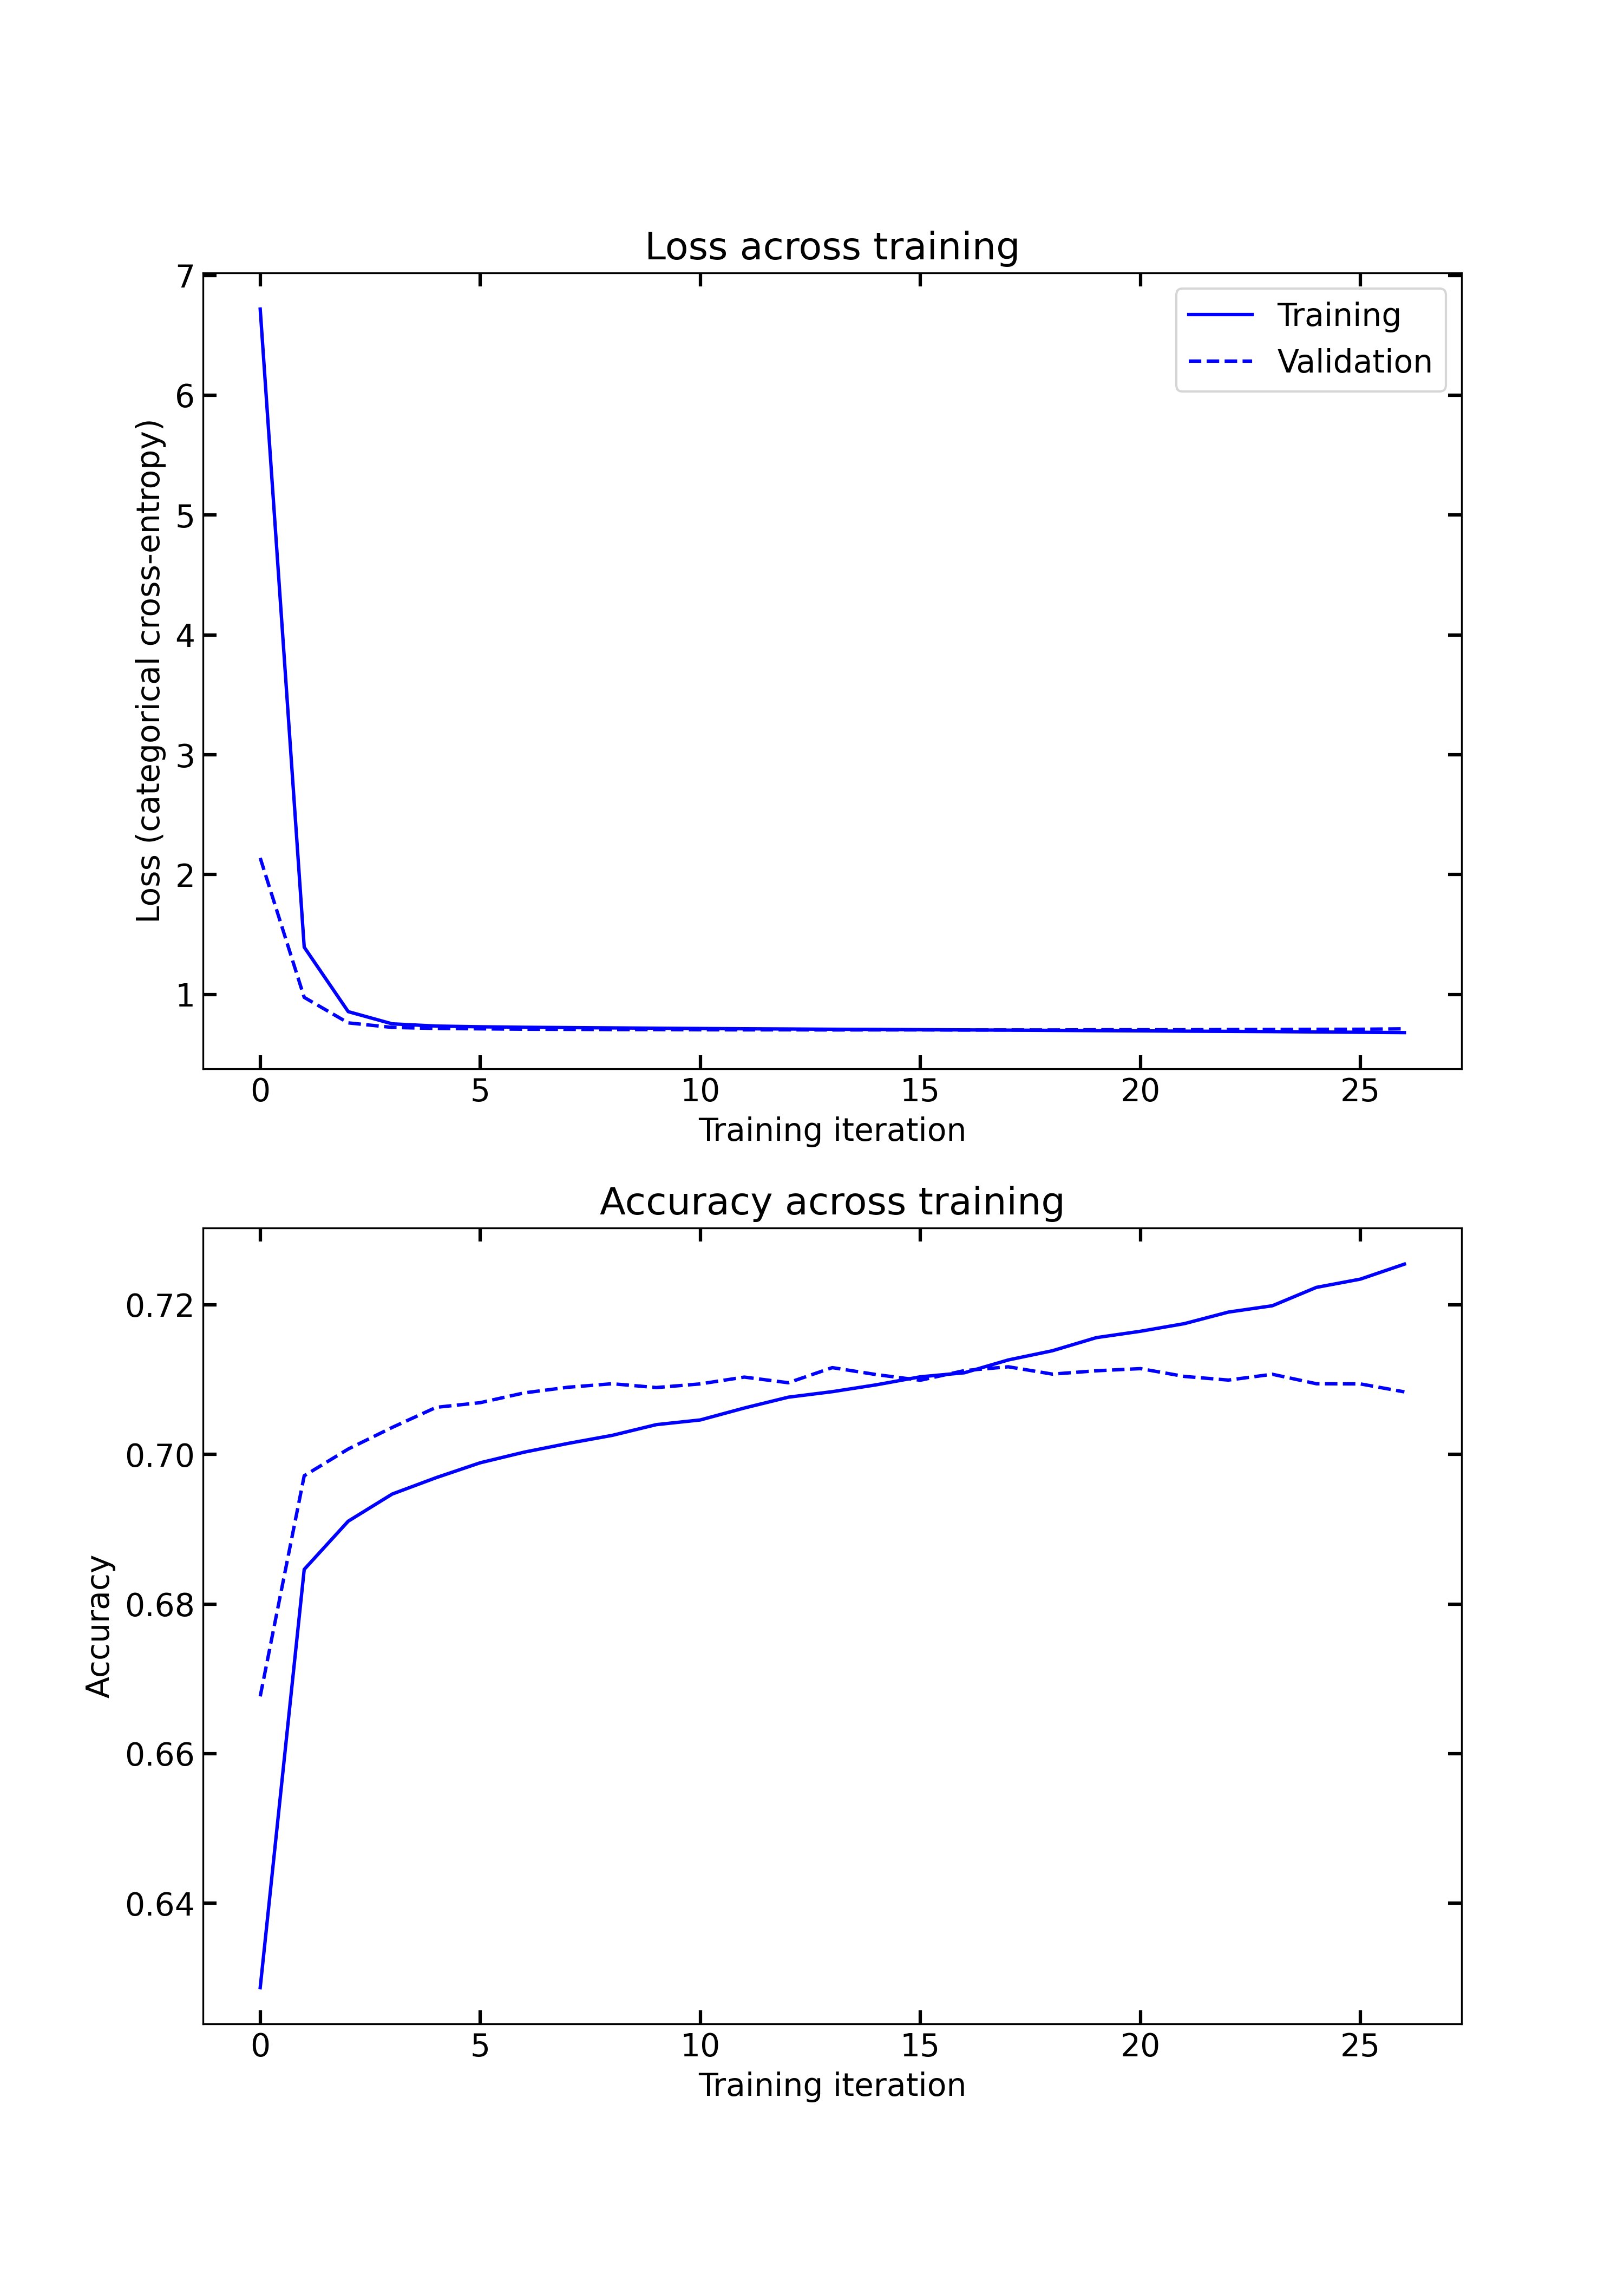 Loss across training
7
6
5
4
3
2
1
Loss (categorical cross-entropy)
Training
Validation
0 5 10 15 20 25
Training iteration
Accuracy across training
0.72
0.70
0.68
0.66
0.64
Accuracy
0 5 10 15 20 25
Training iteration